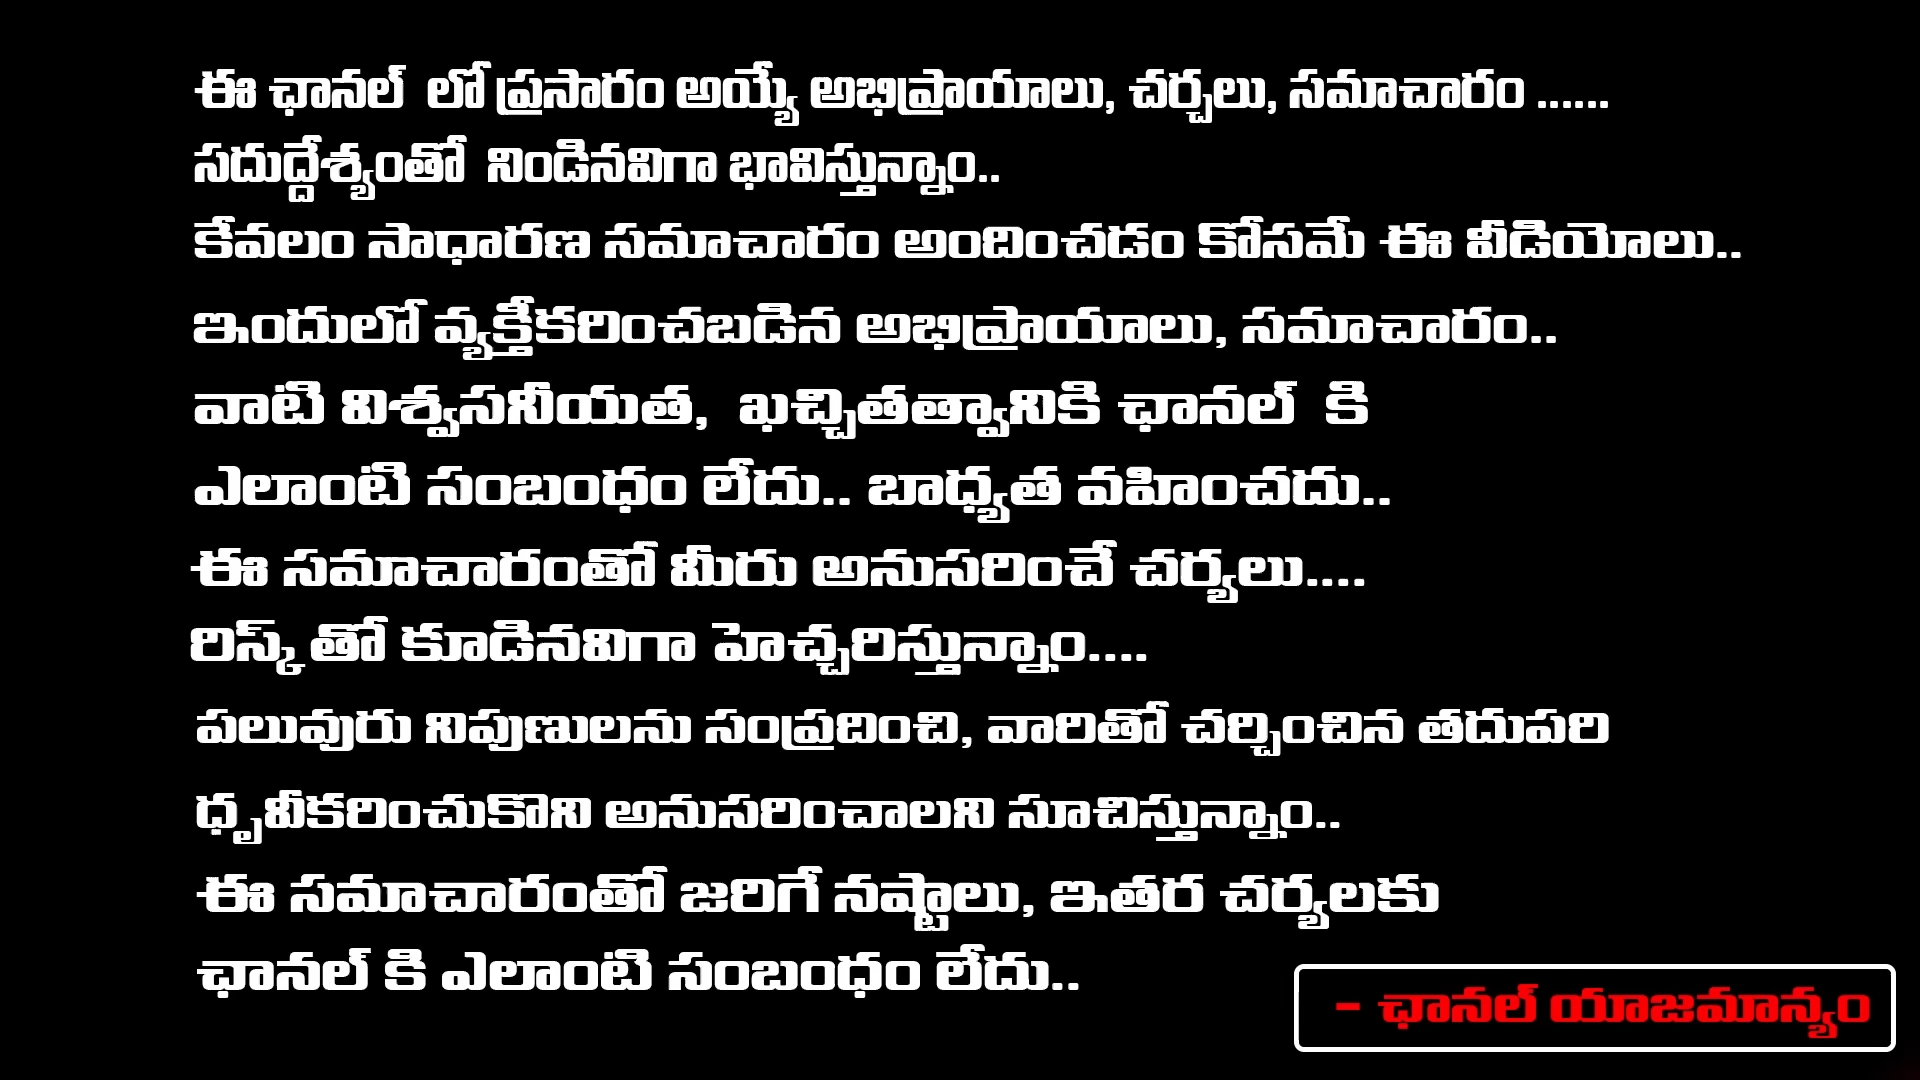 ఈ ఛానల్ లో ప్రసారం అయ్యే అభిప్రాయాలు, చర్చలు, సమాచారం ......
సదుద్దేశ్యంతో నిండినవిగా భావిస్తున్నాం..
కేవలం సాధారణ సమాచారం అందించడం కోసమే ఈ వీడియోలు..
ఇందులో వ్యక్తీకరించబడిన అభిప్రాయాలు, సమాచారం..
వాటి విశ్వసనీయత, ఖచ్చితత్వానికి ఛానల్ కి
ఎలాంటి సంబంధం లేదు.. బాధ్యత వహించదు..
ఈ సమాచారంతో మీరు అనుసరించే చర్యలు....
రిస్క్ తో కూడినవిగా హెచ్చరిస్తున్నాం....
పలువురు నిపుణులను సంప్రదించి, వారితో చర్చించిన తదుపరి
ధృవీకరించుకొని అనుసరించాలని సూచిస్తున్నాం..
ఈ సమాచారంతో జరిగే నష్టాలు, ఇతర చర్యలకు
ఛానల్ కి ఎలాంటి సంబంధం లేదు..
- ఛానల్ యాజమాన్యం